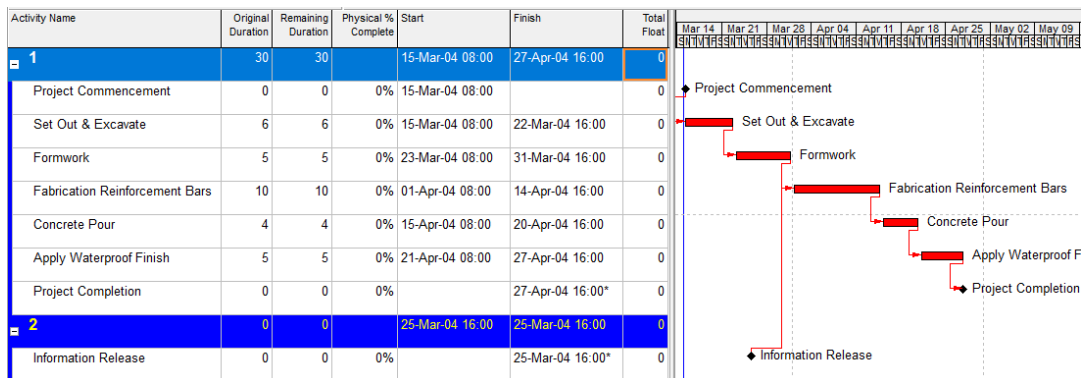 Activity Name Original Duration Remaining Duration Physical % Complete Start Finish Total Float
Mar 14 Mar 21 Mar 28 Apr 04 Apr 11 Apr 18 Apr 25 May 02 May 09
1 30 30 15-Mar-04 08:00 27-Apr-04 16:00 0
Project Commencement 0 0 0% 15-Mar-04 08:00 0 Project Commencement
Set Out & Excavate 6 6 0% 15-Mar-04 08:00 22-Mar-04 16:00 0 Set Out & Excavate
Formwork 5 5 0% 23-Mar-04 08:00 31-Mar-04 16:00 0 Formwork
Fabrication Reinforcement Bars 10 10 0% 01-Apr-04 08:00 14-Apr-04 16:00 0 Fabrication Reinforcement Bars
Concrete Pour 4 4 0% 15-Apr-04 08:00 20-Apr-04 16:00 0 Concrete Pour
Apply Waterproof Finish 5 5 0% 21-Apr-04 08:00 27-Apr-04 16:00 0 Apply Waterproof F
Project Completion 0 0 0% 27-Apr-04 16:00* 0 Project Completion
2 0 0 25-Mar-04 16:00 25-Mar-04 16:00 0
Information Release 0 0 0% 25-Mar-04 16:00* 0 Information Release